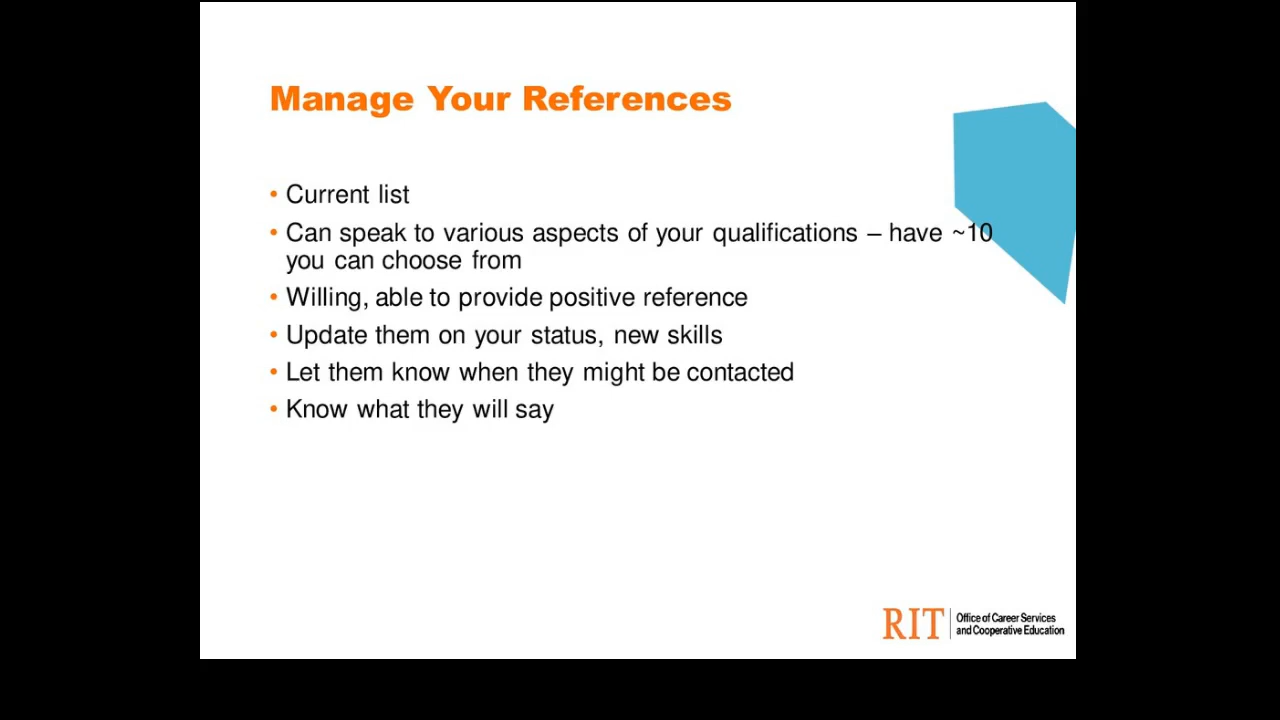 Manage Your References
• Current list
• Can speak to various aspects of your qualifications – have ~10
you can choose from
• Willing, able to provide positive reference
• Update them on your status, new skills
• Let them know when they might be contacted
• Know what they will say
RIT
Office of Career Services
and Cooperative Education